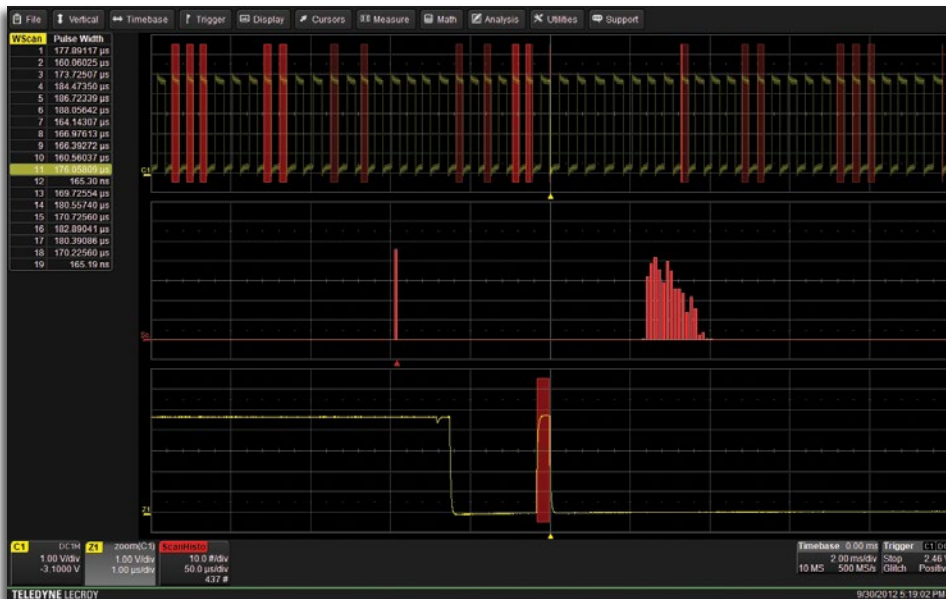 File Vertical Timebase Trigger Display Cursors Measure Math Analysis Utilities Support
WScan Pulse Width
1 177.89117 µs
2 160.06025 µs
3 173.72507 µs
4 184.47350 µs
5 186.72339 µs
6 188.05642 µs
7 164.14307 µs
8 166.97613 µs
9 166.39272 µs
10 160.56037 µs
11 176.05809 µs
12 165.30 ns
13 169.72554 µs
14 180.55740 µs
15 170.72560 µs
16 182.89041 µs
17 180.39086 µs
18 170.22560 µs
19 165.19 ns
C1
Z1
C1 DC1M
1.00 V/div
-3.1000 V
Z1 zoom(C1)
1.00 V/div
1.00 µs/div
ScanHisto
10.0 #/div
50.0 µs/div
437 #
Timebase 0.00 ms
2.00 ms/div
10 MS 500 MS/s
Trigger C1
Stop 2.46
Glitch Positiv
TELEDYNE LECROY
9/30/2012 5:19:02 PM